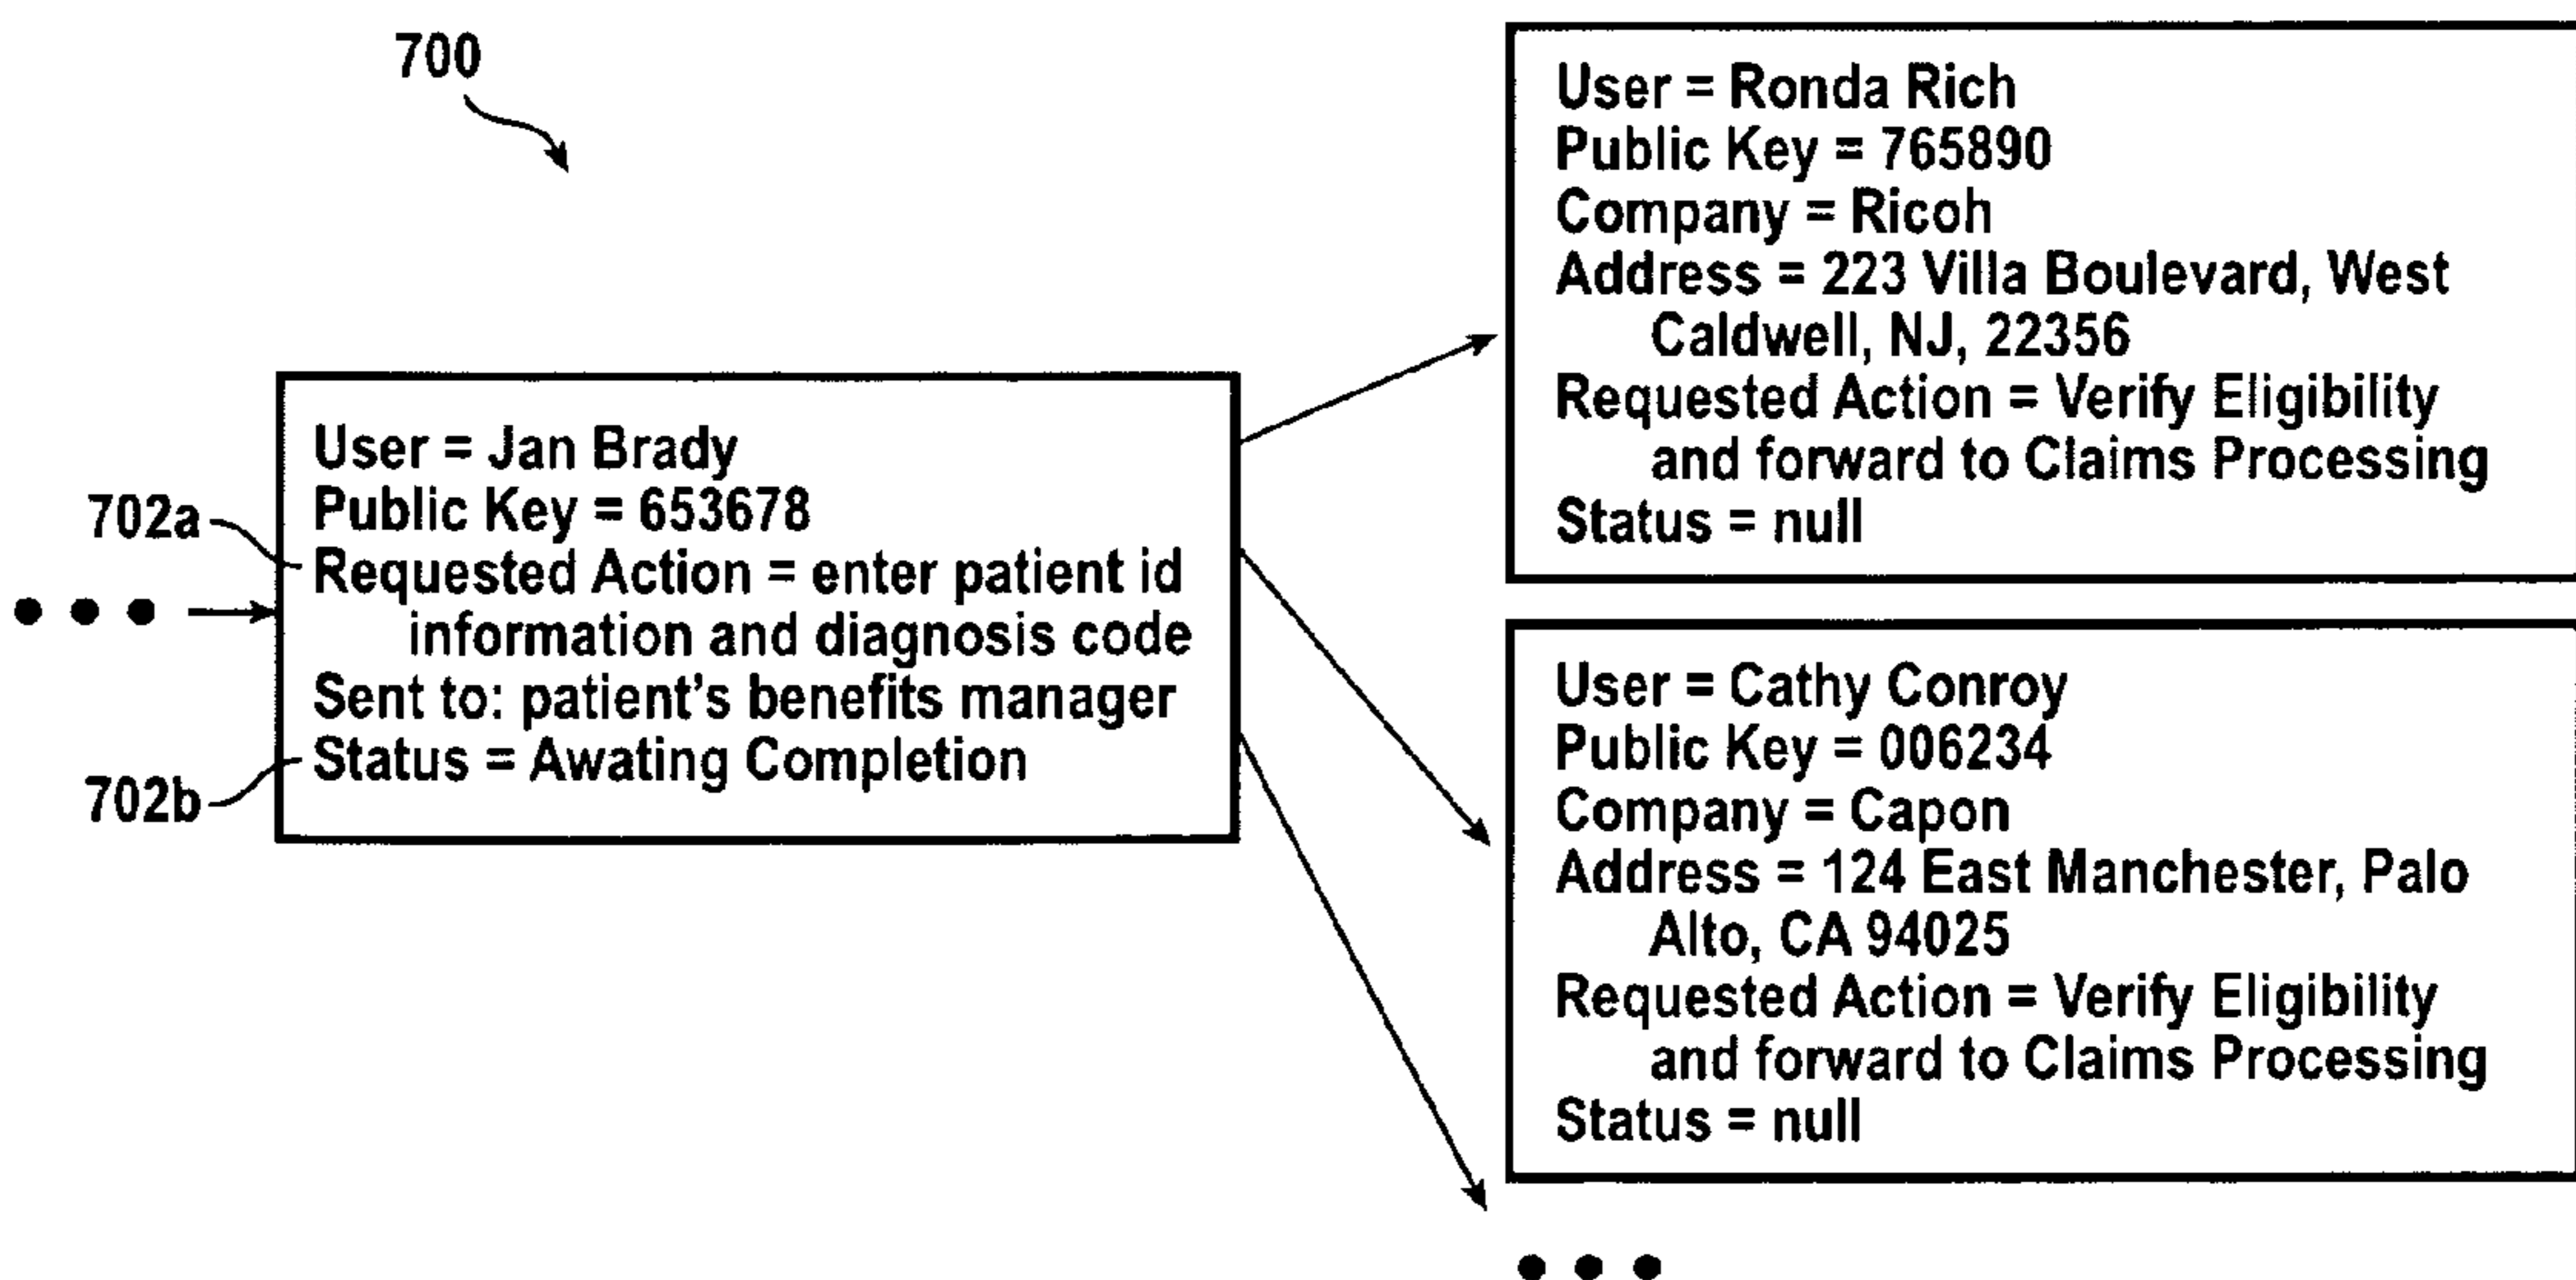 700
702a
702b
User = Jan Brady
Public Key = 653678
Requested Action = enter patient id
information and diagnosis code
Sent to: patient's benefits manager
Status = Awating Completion
User = Ronda Rich
Public Key = 765890
Company = Ricoh
Address = 223 Villa Boulevard, West
Caldwell, NJ, 22356
Requested Action = Verify Eligibility
and forward to Claims Processing
Status = null
User = Cathy Conroy
Public Key = 006234
Company = Capon
Address = 124 East Manchester, Palo
Alto, CA 94025
Requested Action = Verify Eligibility
and forward to Claims Processing
Status = null